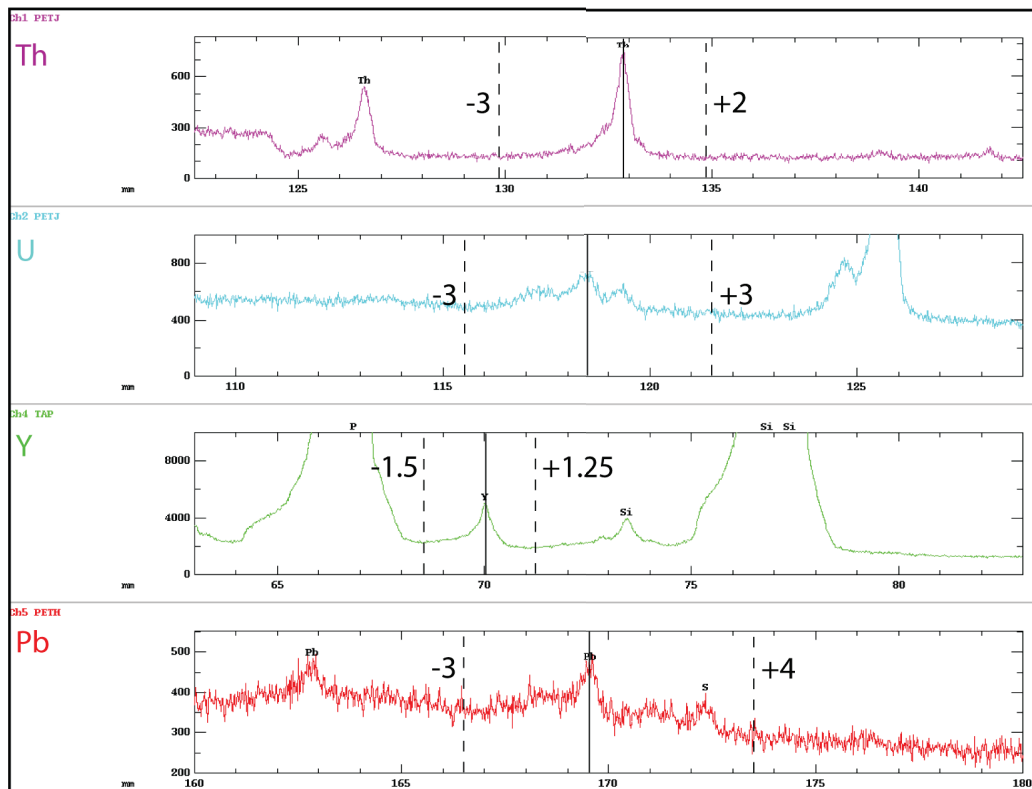 Ch1 PETJ
Th
600
300
0
Th
-3
Th
+2
mm
125
130
135
140
Ch2 PETJ
U
800
400
0
-3
+3
mm
110
115
120
125
Ch4 TAP
Y
8000
4000
0
P
-1.5
Y
+1.25
Si
Si Si
mm
65
70
75
80
Ch5 PETH
Pb
500
400
300
200
Pb
-3
Pb
S
+4
160
165
170
175
180